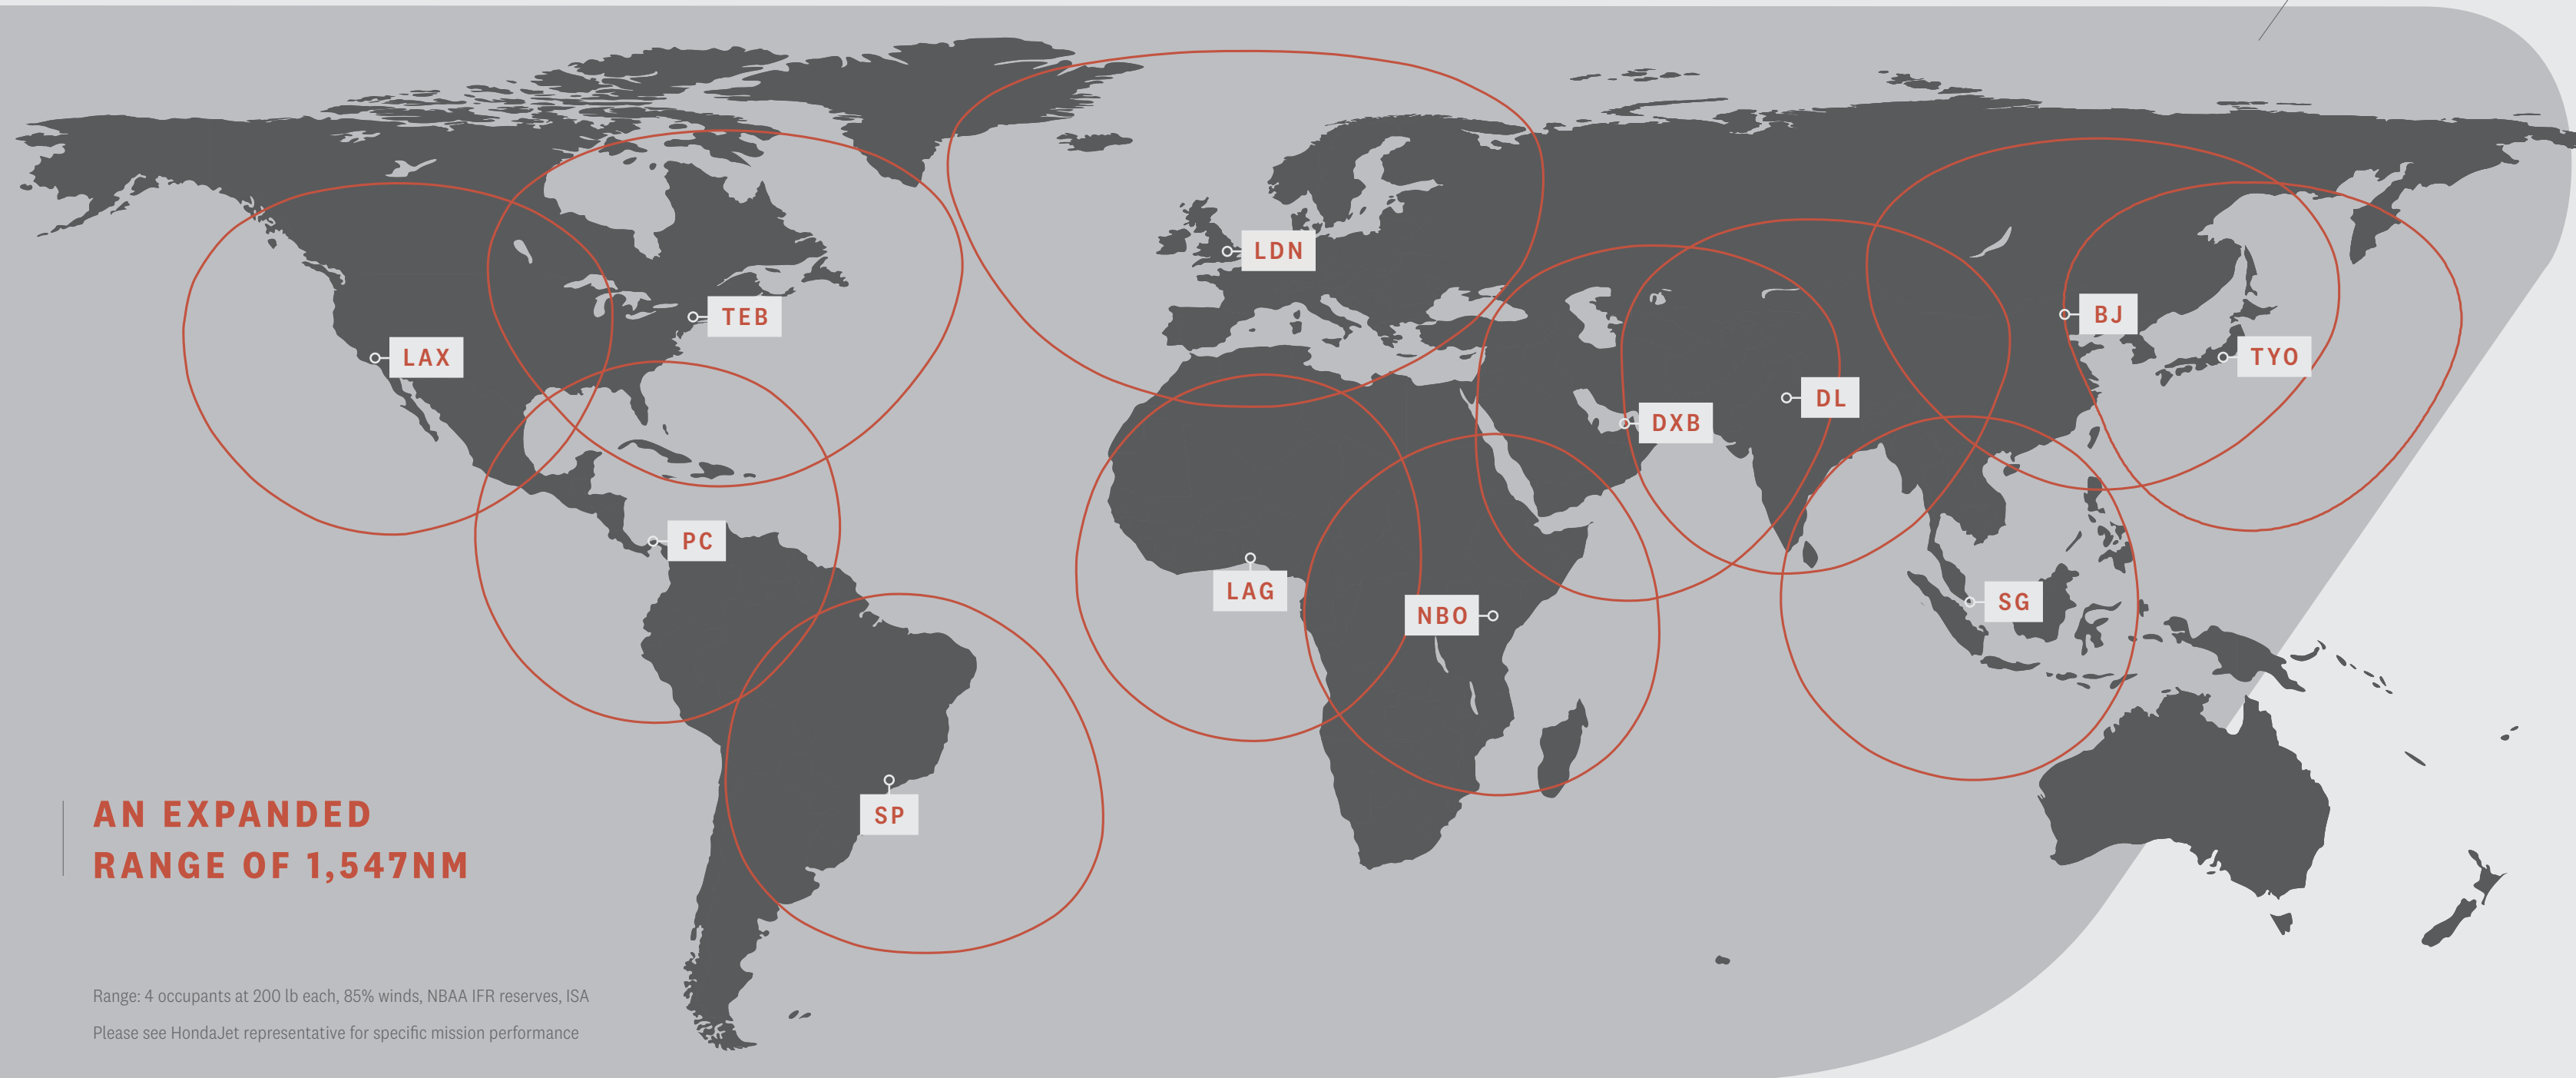 LDN
TEB
BJ
LAX
TYO
DL
DXB
PC
LAG
NBO
SG
SP
AN EXPANDED
RANGE OF 1,547NM
Range: 4 occupants at 200 lb each, 85% winds, NBAA IFR reserves, ISA
Please see HondaJet representative for specific mission performance